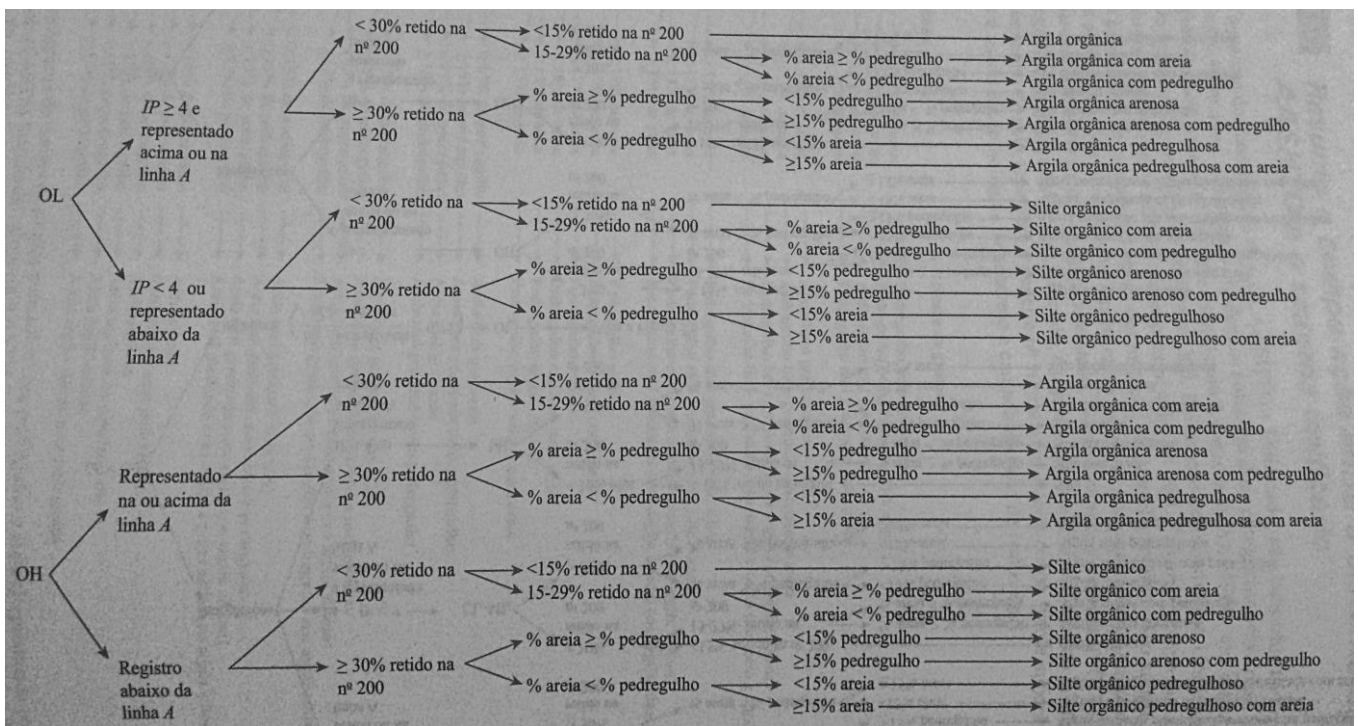 < 30% retido na
nº 200
<15% retido na nº 200
Argila orgânica
15-29% retido na nº 200
% areia ≥ % pedregulho
Argila orgânica com areia
% areia < % pedregulho
Argila orgânica com pedregulho
IP ≥ 4 e
representado
acima ou na
linha A
≥ 30% retido na
nº 200
% areia ≥ % pedregulho
<15% pedregulho
Argila orgânica arenosa
≥15% pedregulho
Argila orgânica arenosa com pedregulho
% areia < % pedregulho
<15% areia
Argila orgânica pedregulhosa
≥15% areia
Argila orgânica pedregulhosa com areia
OL
< 30% retido na
nº 200
<15% retido na nº 200
Silte orgânico
15-29% retido na nº 200
% areia ≥ % pedregulho
Silte orgânico com areia
% areia < % pedregulho
Silte orgânico com pedregulho
IP < 4 ou
representado
abaixo da
linha A
≥ 30% retido na
nº 200
% areia ≥ % pedregulho
<15% pedregulho
Silte orgânico arenoso
≥15% pedregulho
Silte orgânico arenoso com pedregulho
% areia < % pedregulho
<15% areia
Silte orgânico pedregulhoso
≥15% areia
Silte orgânico pedregulhoso com areia
< 30% retido na
nº 200
<15% retido na nº 200
Argila orgânica
15-29% retido na nº 200
% areia ≥ % pedregulho
Argila orgânica com areia
% areia < % pedregulho
Argila orgânica com pedregulho
Representado
na ou acima da
linha A
≥ 30% retido na
nº 200
% areia ≥ % pedregulho
<15% pedregulho
Argila orgânica arenosa
≥15% pedregulho
Argila orgânica arenosa com pedregulho
% areia < % pedregulho
<15% areia
Argila orgânica pedregulhosa
≥15% areia
Argila orgânica pedregulhosa com areia
OH
< 30% retido na
nº 200
<15% retido na nº 200
Silte orgânico
15-29% retido na nº 200
% areia ≥ % pedregulho
Silte orgânico com areia
% areia < % pedregulho
Silte orgânico com pedregulho
Registro
abaixo da
linha A
≥ 30% retido na
nº 200
% areia ≥ % pedregulho
<15% pedregulho
Silte orgânico arenoso
≥15% pedregulho
Silte orgânico arenoso com pedregulho
% areia < % pedregulho
<15% areia
Silte orgânico pedregulhoso
≥15% areia
Silte orgânico pedregulhoso com areia